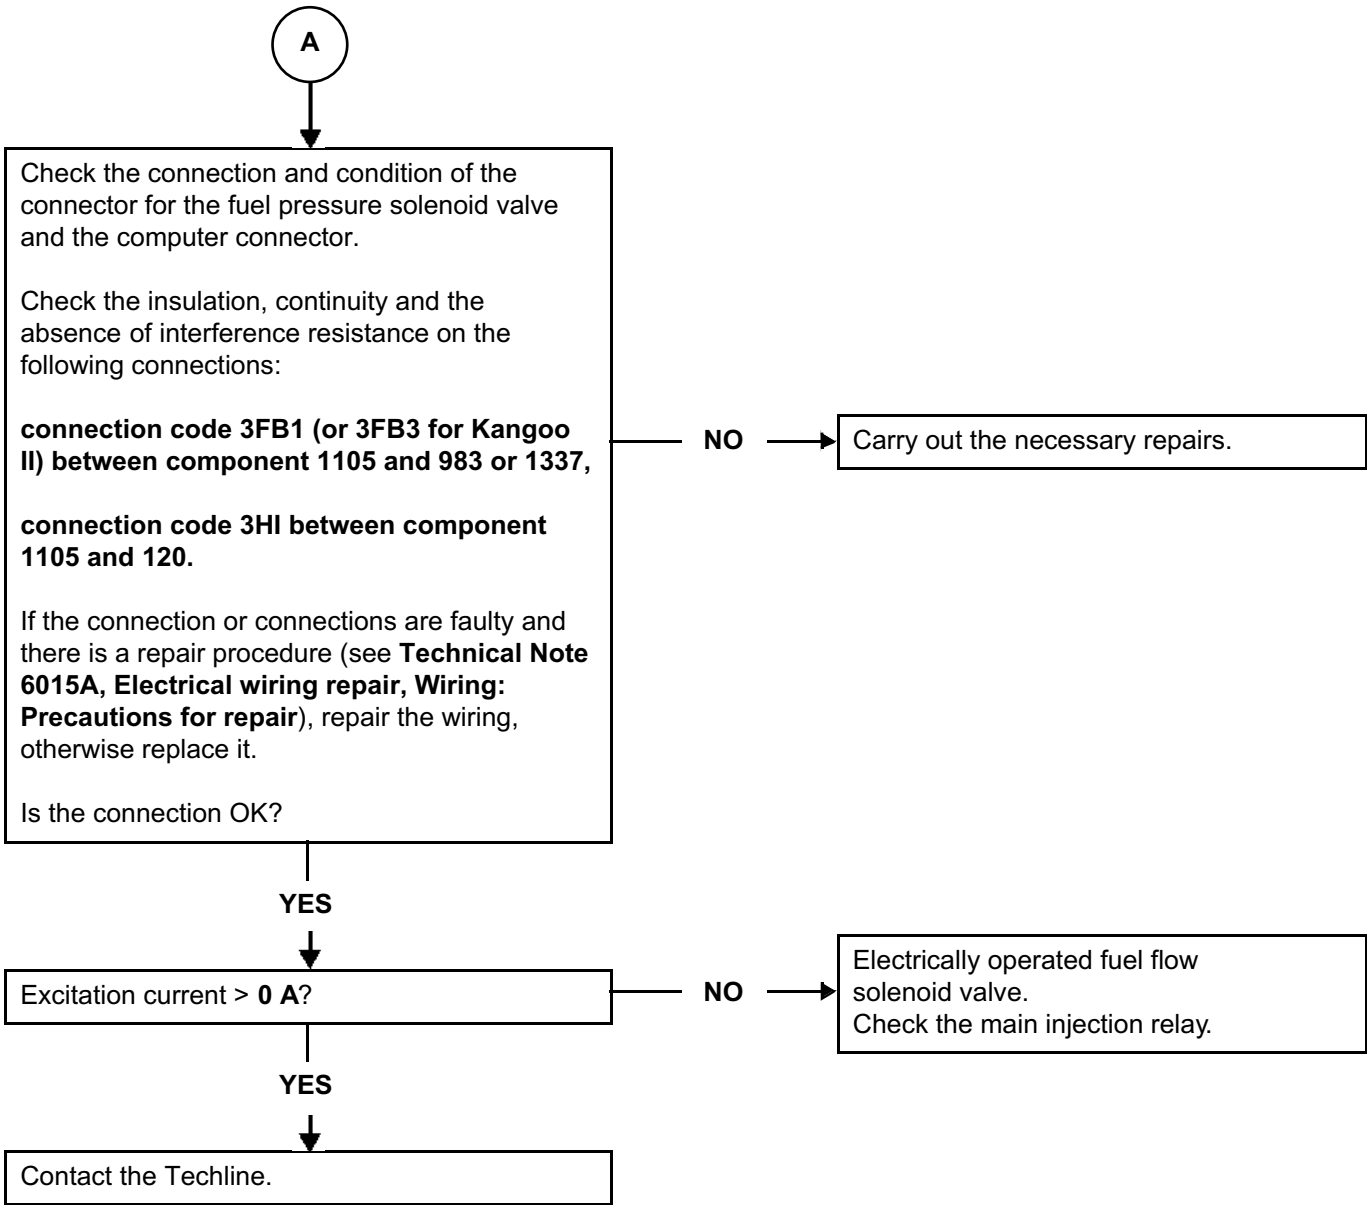 A
Check the connection and condition of the
connector for the fuel pressure solenoid valve
and the computer connector.
Check the insulation, continuity and the
absence of interference resistance on the
following connections:
connection code 3FB1 (or 3FB3 for Kangoo
II) between component 1105 and 983 or 1337,
connection code 3HI between component
1105 and 120.
If the connection or connections are faulty and
there is a repair procedure (see Technical Note
6015A, Electrical wiring repair, Wiring:
Precautions for repair), repair the wiring,
otherwise replace it.
Is the connection OK?
NO
Carry out the necessary repairs.
YES
Excitation current > 0 A?
NO
Electrically operated fuel flow
solenoid valve.
Check the main injection relay.
YES
Contact the Techline.